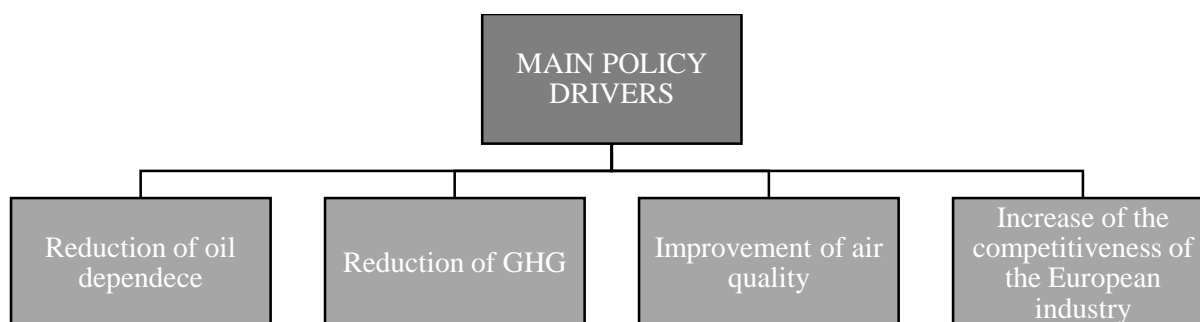 MAIN POLICY
DRIVERS
Reduction of oil
dependece
Reduction of GHG
Improvement of air
quality
Increase of the
competitiveness of
the European
industry